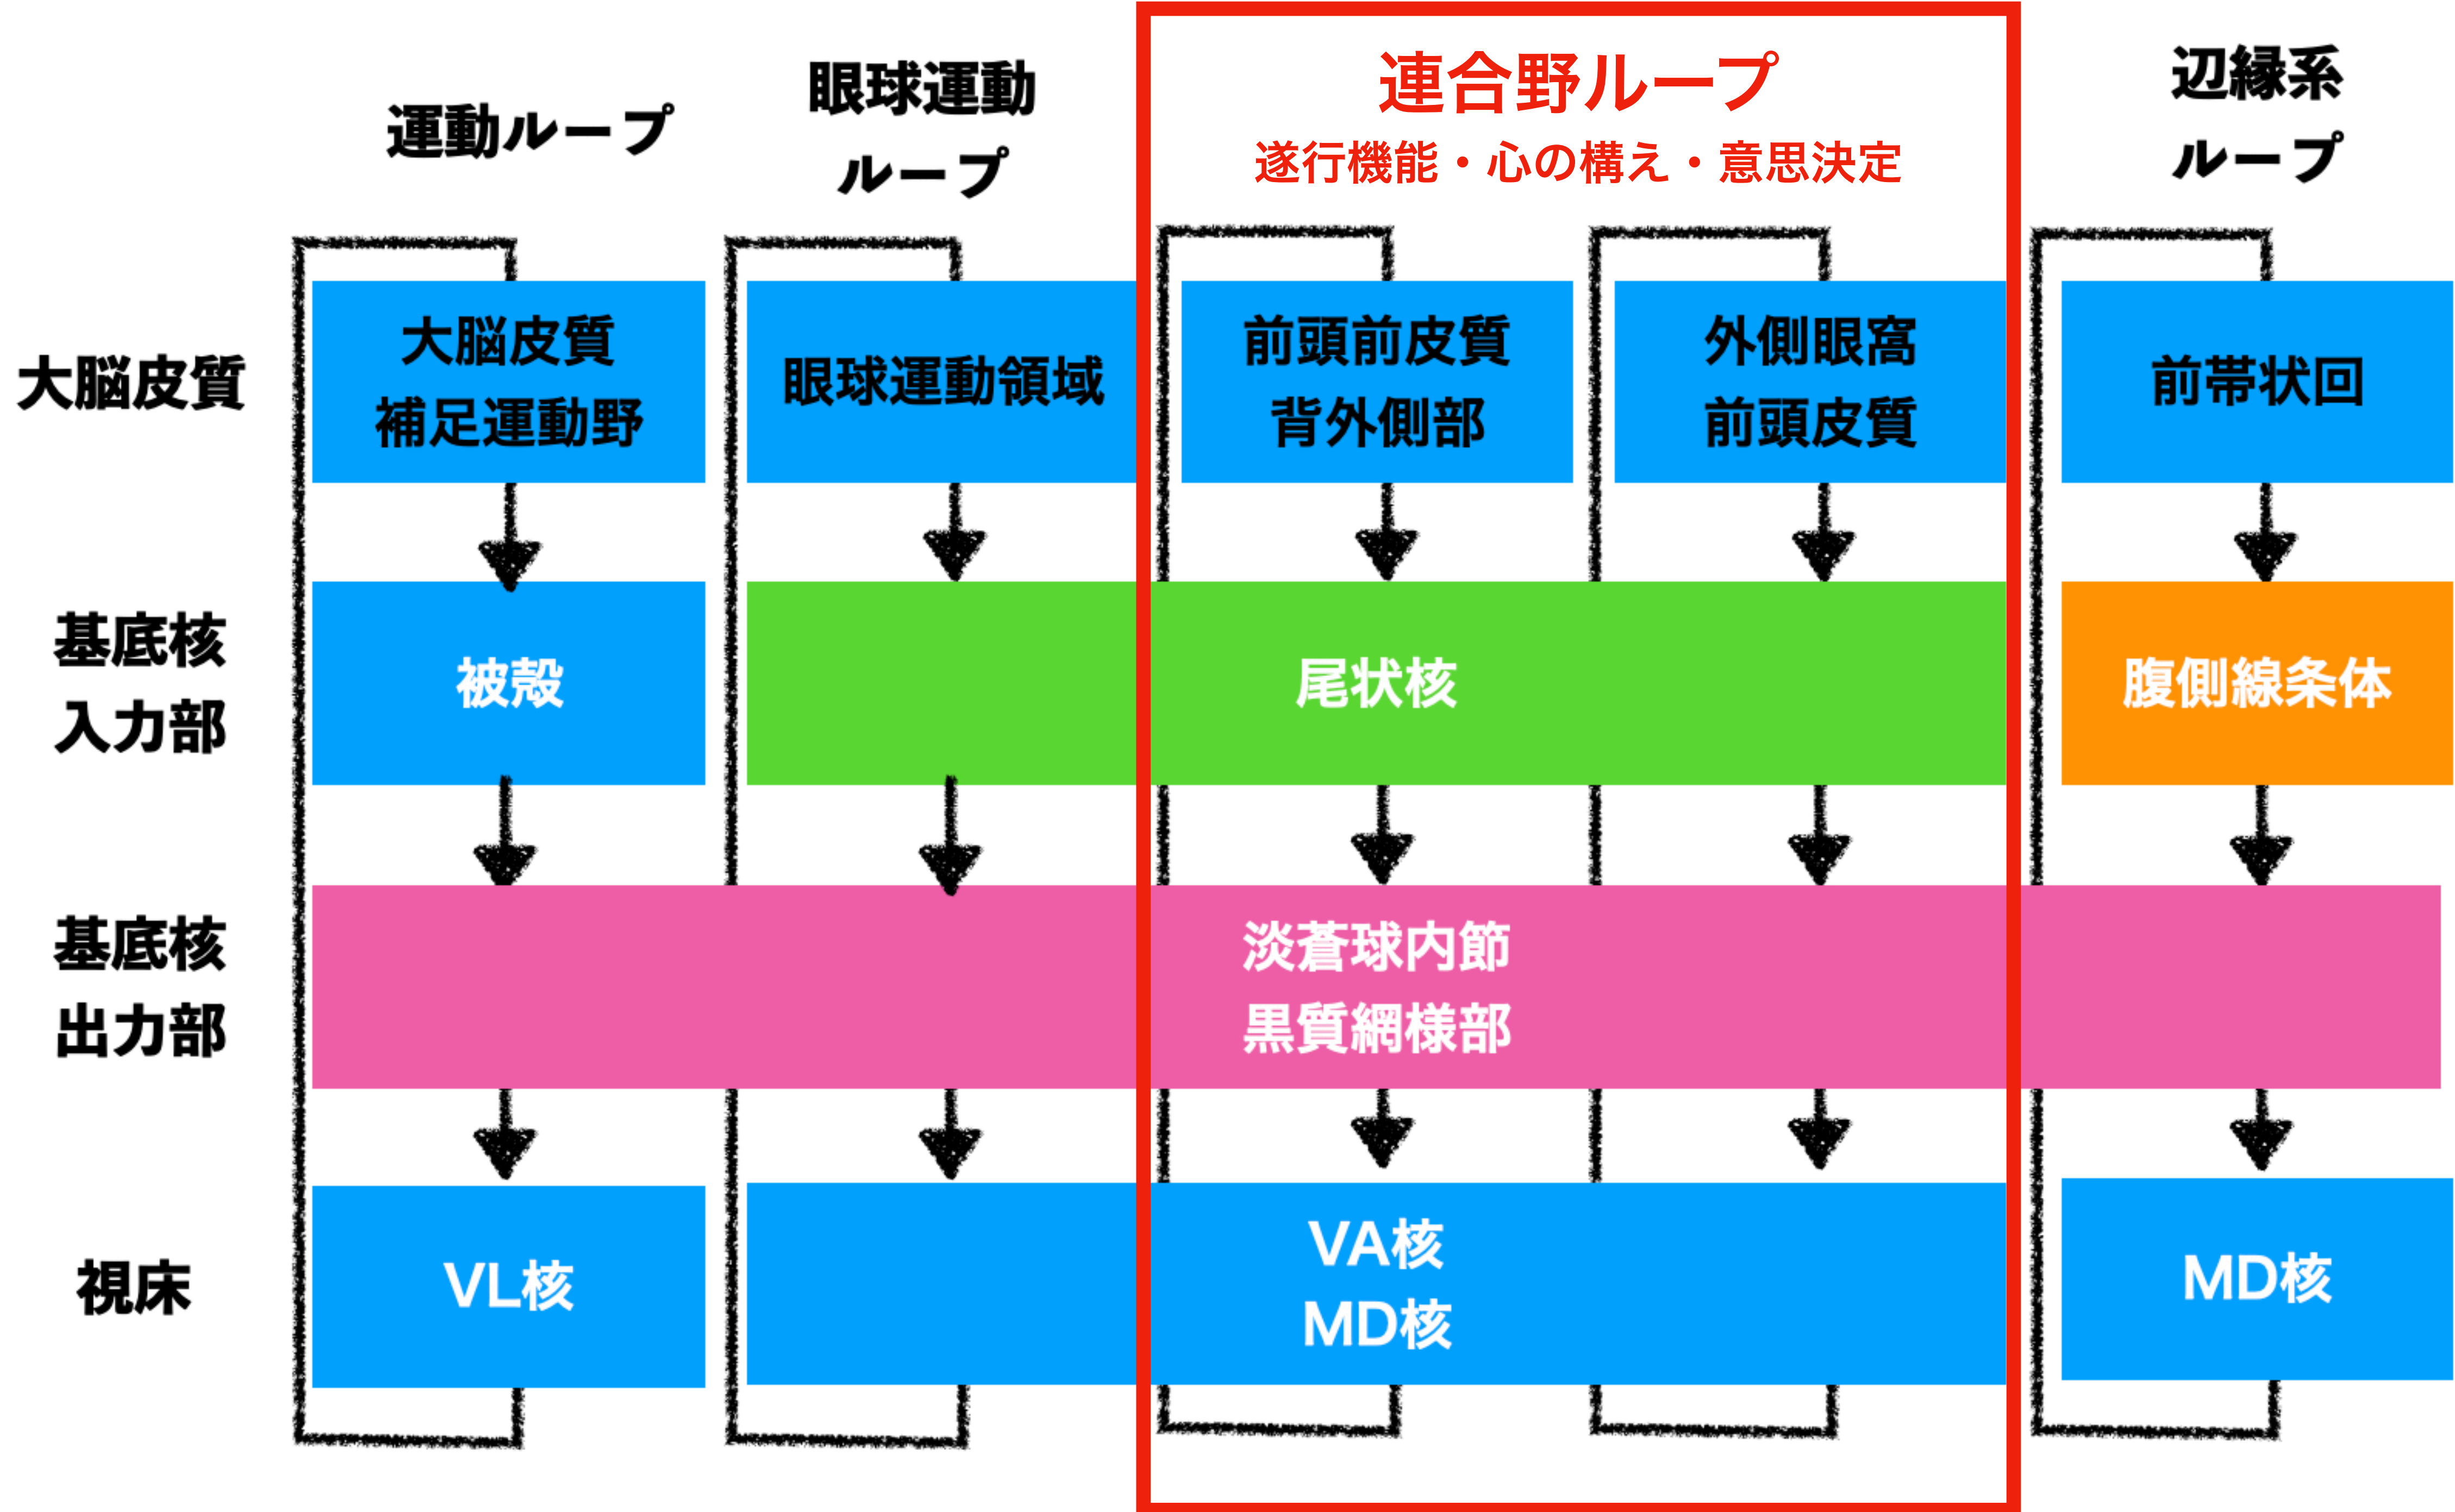 運動ループ
眼球運動
ループ
連合野ループ
遂行機能・心の構え・意思決定
辺縁系
ループ
大脳皮質
大脳皮質
補足運動野
眼球運動領域
前頭前皮質
背外側部
外側眼窩
前頭皮質
前帯状回
基底核
入力部
被殻
尾状核
腹側線条体
基底核
出力部
淡蒼球内節
黒質網様部
視床
VL核
VA核
MD核
MD核